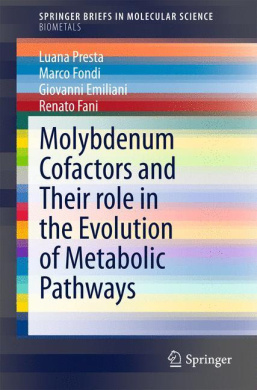 SPRINGER BRIEFS IN MOLECULAR SCIENCE
BIOMETALS
Luana Presta
Marco Fondi
Giovanni Emiliani
Renato Fani
Molybdenum
Cofactors and
Their role in
the Evolution
of Metabolic
Pathways
Springer